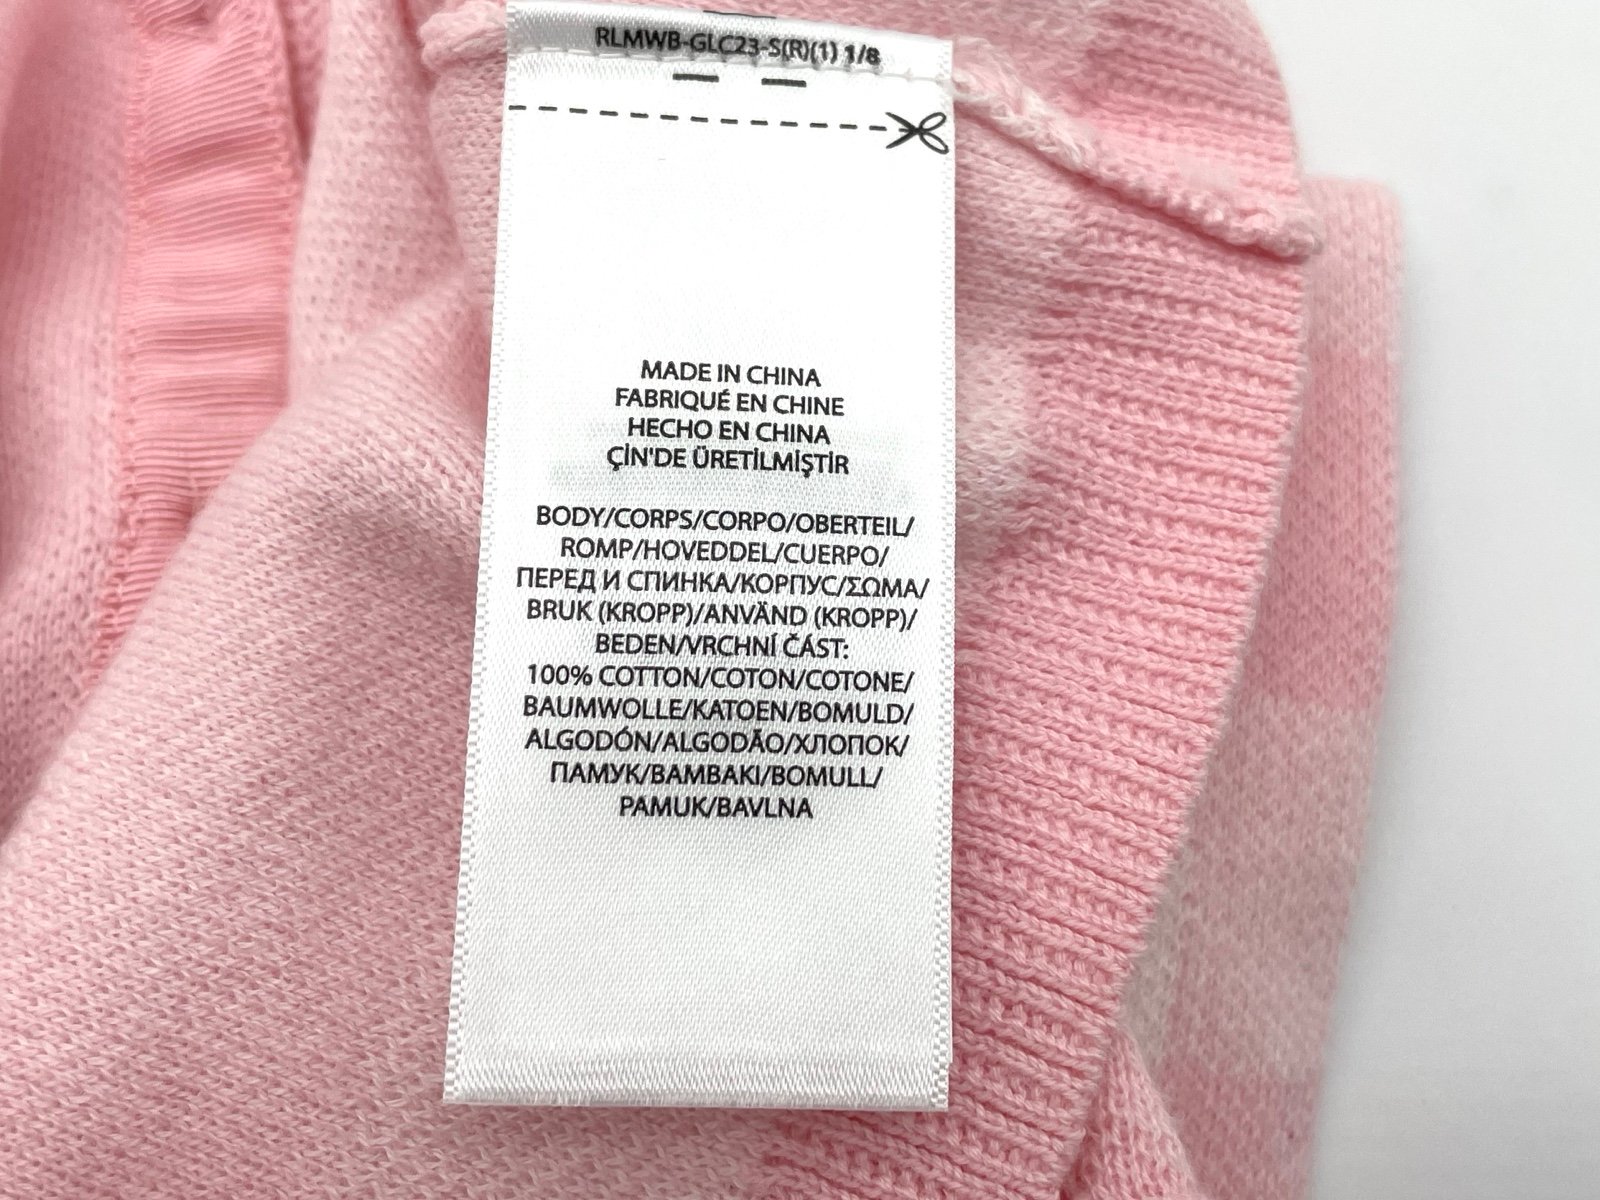 RLMWB-GLC23-S(R)(1) 1/8
MADE IN CHINA
FABRIQUÉ EN CHINE
HECHO EN CHINA
ÇİN'DE ÜRETİLMİŞTİR
BODY/CORPS/CORPO/OBERTEIL/
ROMP/HOVEDDEL/CUERPO/
ПЕРЕД И СПИНКА/КОРПУС/ΣΩΜΑ/
BRUK (KROPP)/ANVÄND (KROPP)/
BEDEN/VRCHNÍ ČÁST:
100% COTTON/COTON/COTONE/
BAUMWOLLE/KATOEN/BOMULD/
ALGODÓN/ALGODÃO/ХЛОПОК/
ПАМУК/ΒΑΜΒΑΚΙ/BOMULL/
PAMUK/BAVLNA